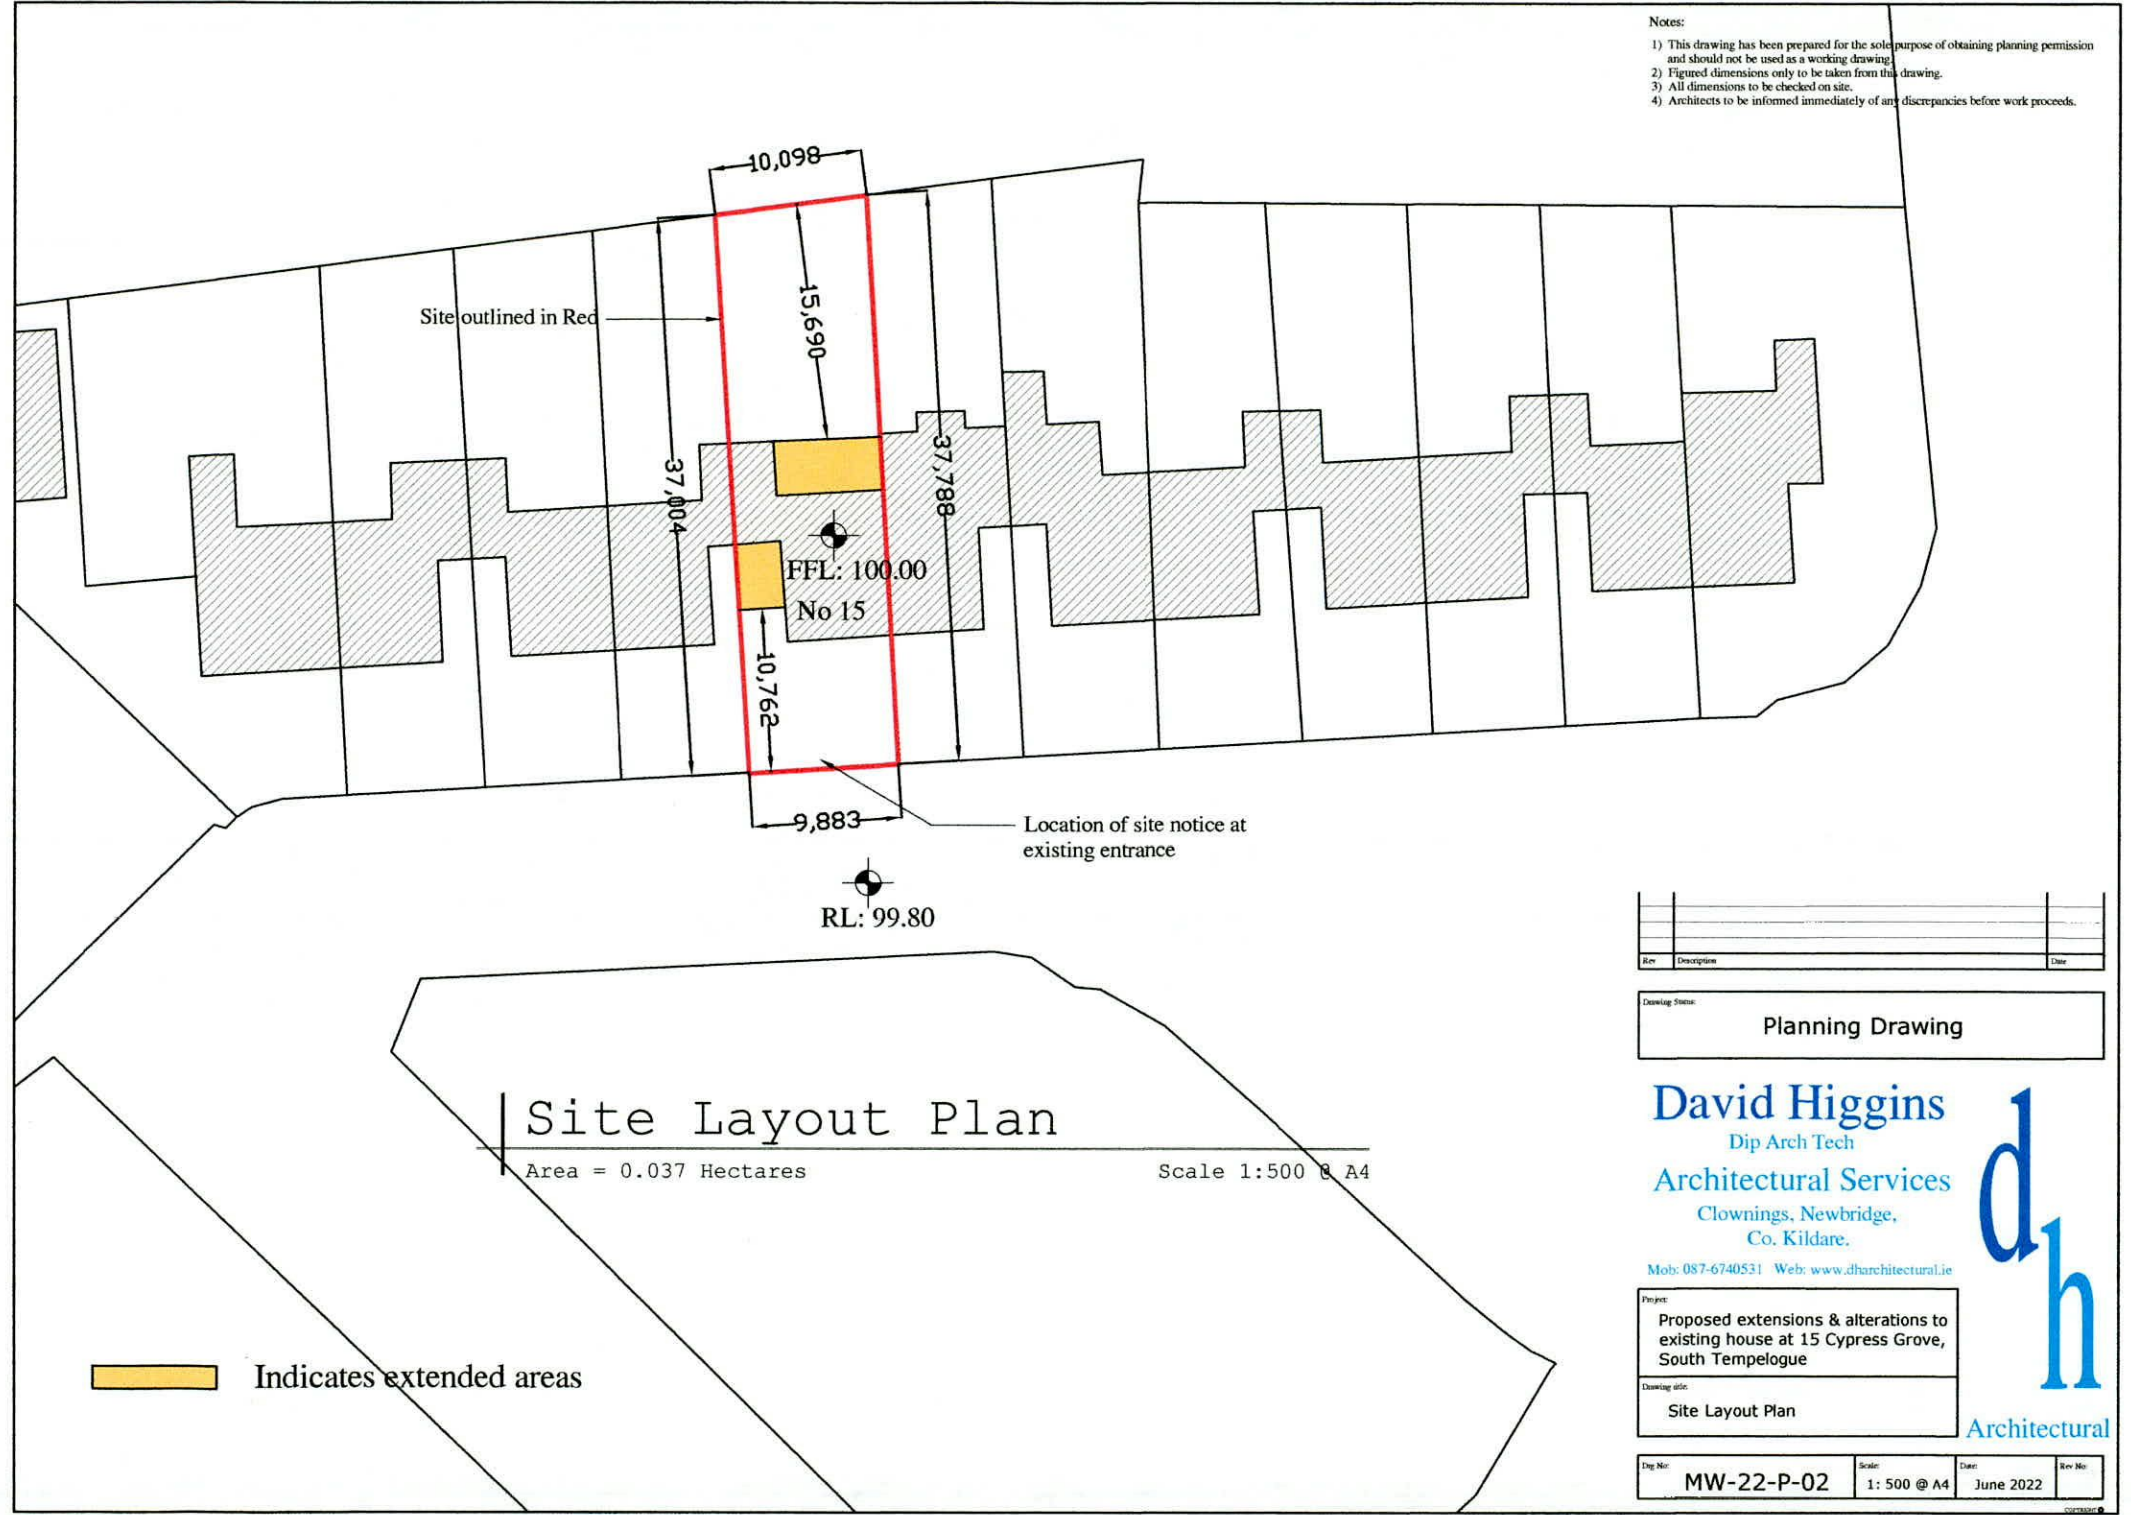 Notes:
1) This drawing has been prepared for the sole purpose of obtaining planning permission
and should not be used as a working drawing.
2) Figured dimensions only to be taken from this drawing.
3) All dimensions to be checked on site.
4) Architects to be informed immediately of any discrepancies before work proceeds.
10,098
Site outlined in Red
15,690
37,004
37,788
FFL: 100.00
No 15
10,762
9,883
Location of site notice at
existing entrance
RL: 99.80
Site Layout Plan
Area = 0.037 Hectares
Scale 1:500 @ A4
Indicates extended areas
Rev
Description
Date
Drawing Status:
Planning Drawing
David Higgins
Dip Arch Tech
Architectural Services
Clownings, Newbridge,
Co. Kildare.
Mob: 087-6740531 Web: www.dharchitectural.ie
dh
Architectural
Project:
Proposed extensions & alterations to
existing house at 15 Cypress Grove,
South Tempelogue
Drawing title:
Site Layout Plan
Drg No:
MW-22-P-02
Scale:
1: 500 @ A4
Date:
June 2022
Rev No:
COPYRIGHT ©